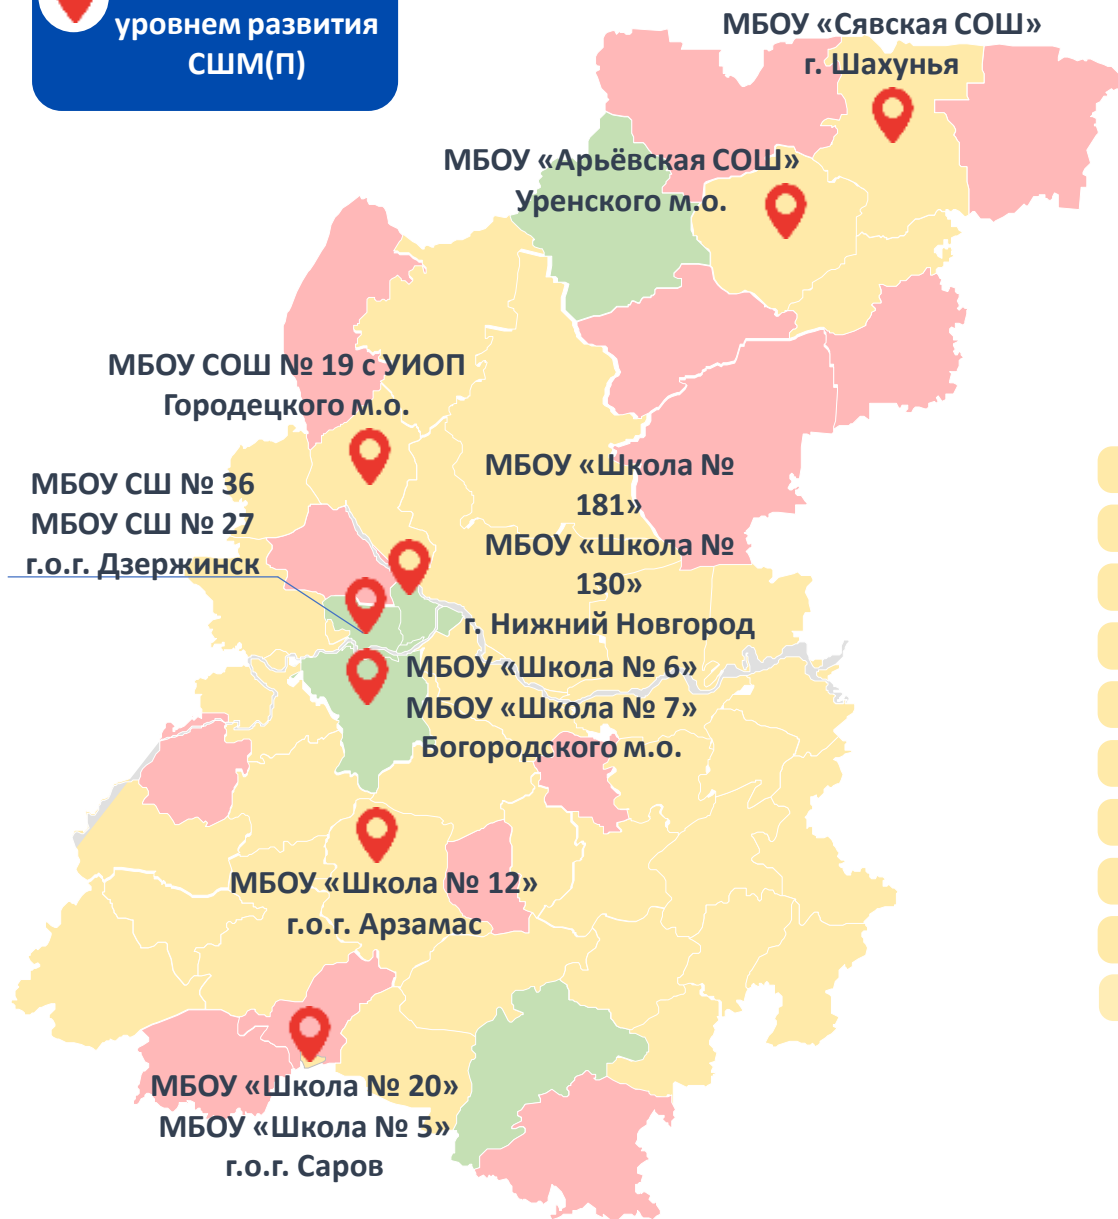 уровнем развития
СШМ(П)
МБОУ «Сявская СОШ»
г. Шахунья
МБОУ «Арьёвская СОШ»
Уренского м.о.
МБОУ СОШ № 19 с УИОП
Городецкого м.о.
МБОУ СШ № 36
МБОУ СШ № 27
г.о.г. Дзержинск
МБОУ «Школа №
181»
МБОУ «Школа №
130»
г. Нижний Новгород
МБОУ «Школа № 6»
МБОУ «Школа № 7»
Богородского м.о.
МБОУ «Школа № 12»
г.о.г. Арзамас
МБОУ «Школа № 20»
МБОУ «Школа № 5»
г.о.г. Саров